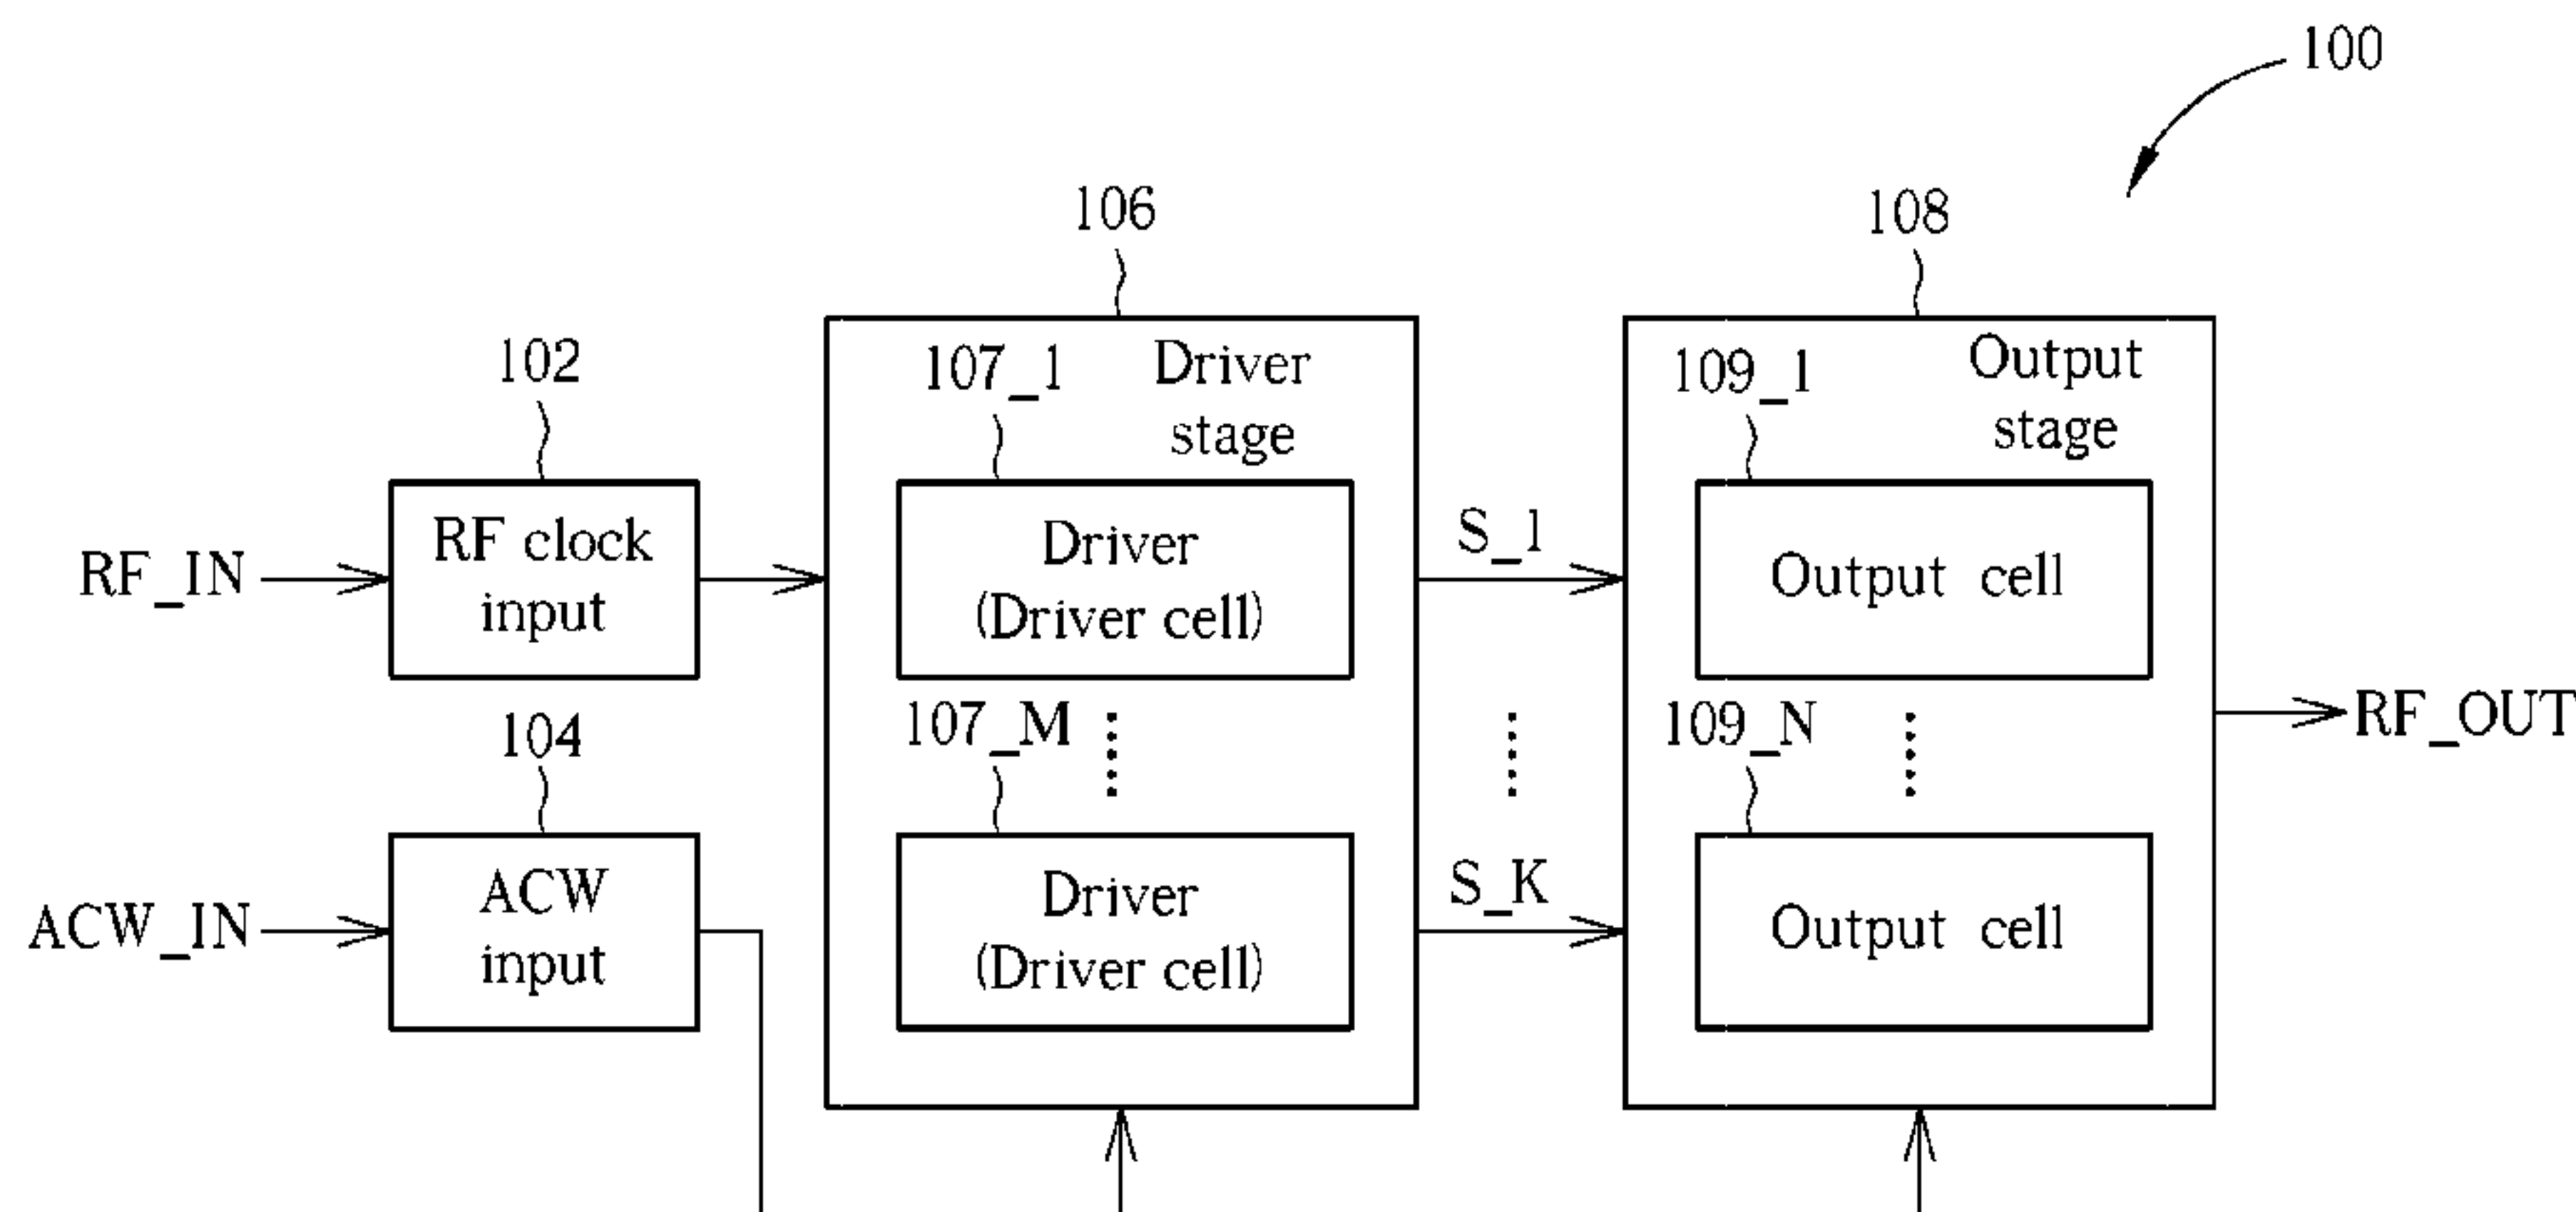 100
106
108
102
107_1
Driver
stage
109_1
Output
stage
RF_IN
RF clock
input
Driver
(Driver cell)
S_1
Output cell
104
107_M
109_N
RF_OUT
ACW_IN
ACW
input
Driver
(Driver cell)
S_K
Output cell